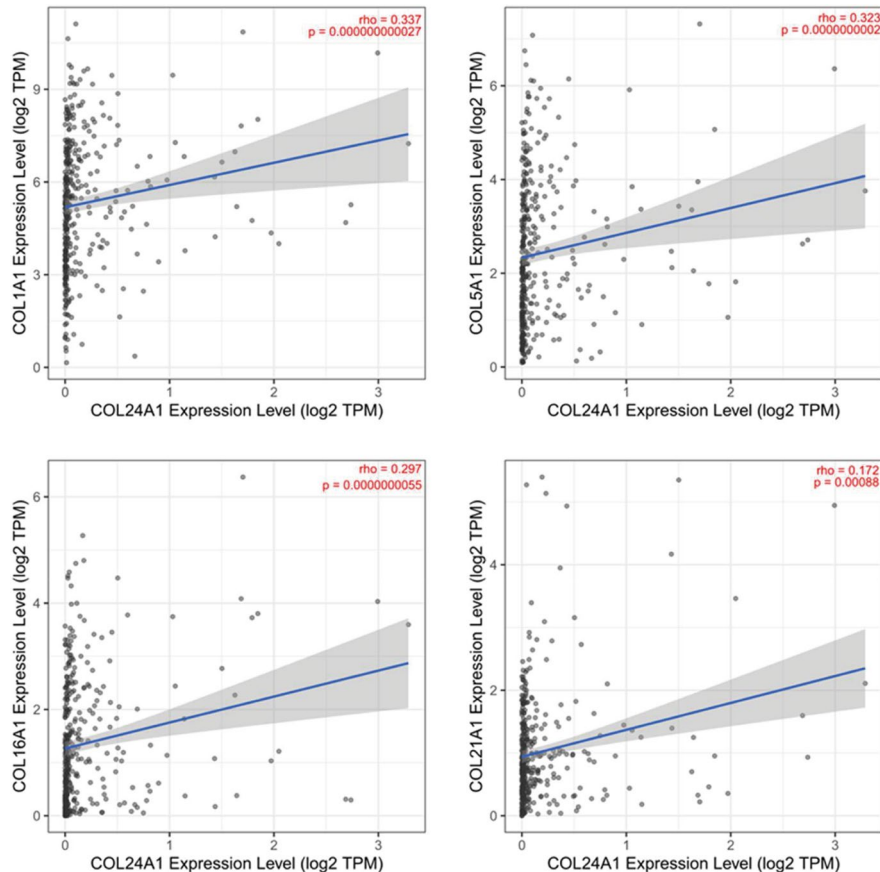 rho = 0.337
p = 0.000000000027
9
6
3
0
COL1A1 Expression Level (log2 TPM)
0 1 2 3
COL24A1 Expression Level (log2 TPM)
rho = 0.323
p = 0.0000000002
6
4
2
0
COL5A1 Expression Level (log2 TPM)
0 1 2 3
COL24A1 Expression Level (log2 TPM)
rho = 0.297
p = 0.0000000055
6
4
2
0
COL16A1 Expression Level (log2 TPM)
0 1 2 3
COL24A1 Expression Level (log2 TPM)
rho = 0.172
p = 0.00088
4
2
0
COL21A1 Expression Level (log2 TPM)
0 1 2 3
COL24A1 Expression Level (log2 TPM)